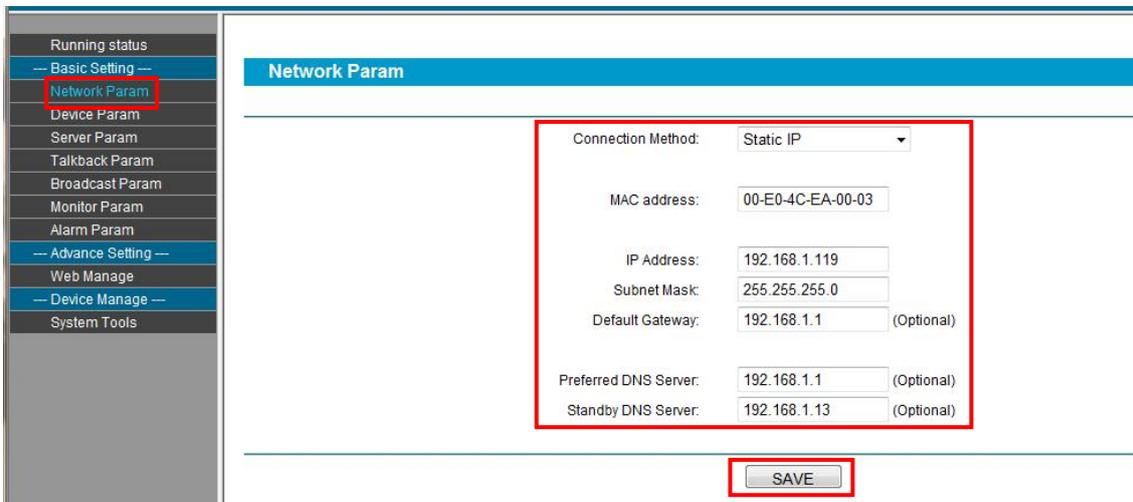 Running status
--- Basic Setting ---
Network Param
Device Param
Server Param
Talkback Param
Broadcast Param
Monitor Param
Alarm Param
--- Advance Setting ---
Web Manage
--- Device Manage ---
System Tools
Network Param
Connection Method: Static IP
MAC address: 00-E0-4C-EA-00-03
IP Address: 192.168.1.119
Subnet Mask: 255.255.255.0
Default Gateway: 192.168.1.1 (Optional)
Preferred DNS Server: 192.168.1.1 (Optional)
Standby DNS Server: 192.168.1.13 (Optional)
SAVE